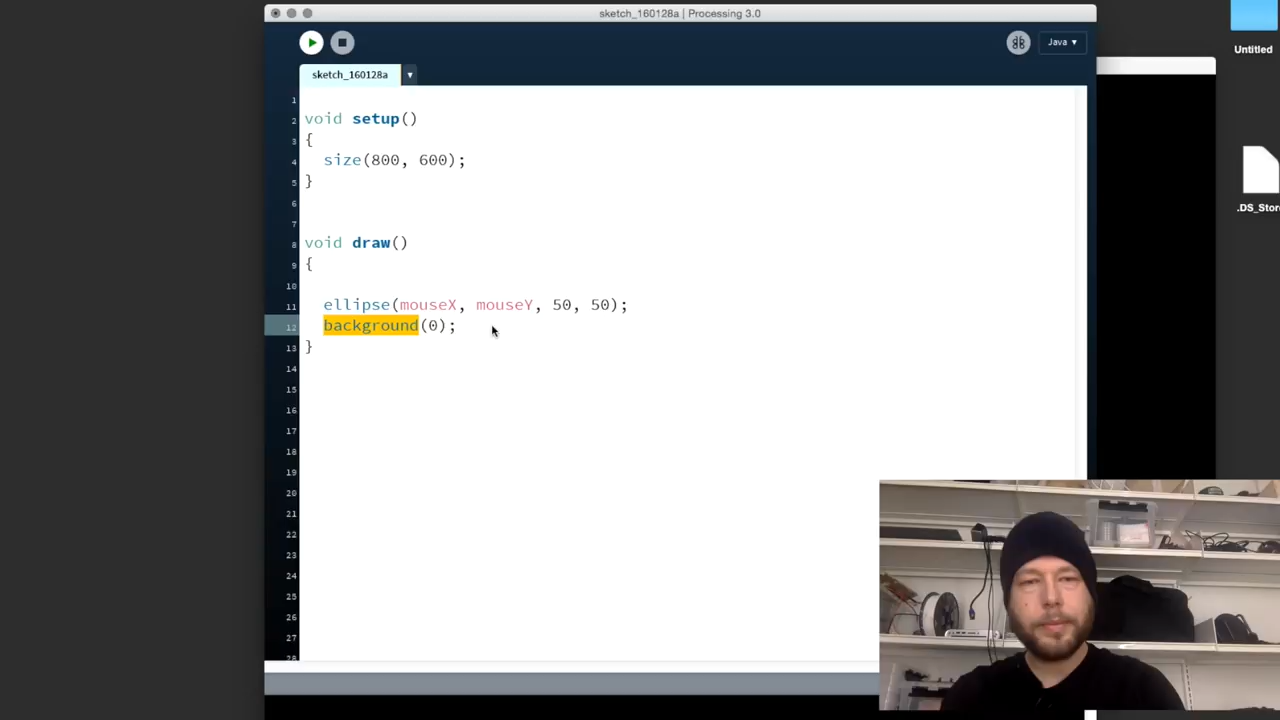 sketch_160128a | Processing 3.0
Java ▾
Untitled
sketch_160128a ▾
1
2 void setup()
3 {
4 size(800, 600);
5 }
6
7
8 void draw()
9 {
10
11 ellipse(mouseX, mouseY, 50, 50);
12 background(0);
13 }
14
15
16
17
18
19
20
21
22
23
24
25
26
27
28
.DS_Stor